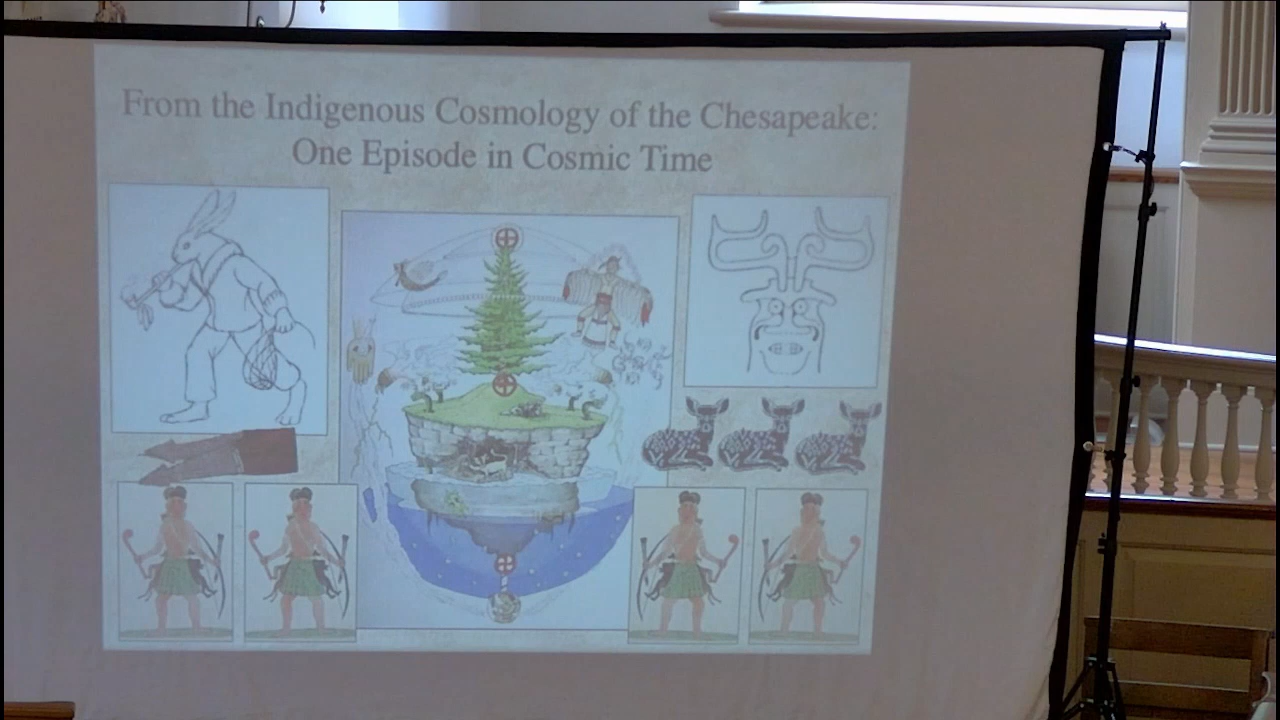 From the Indigenous Cosmology of the Chesapeake:
One Episode in Cosmic Time